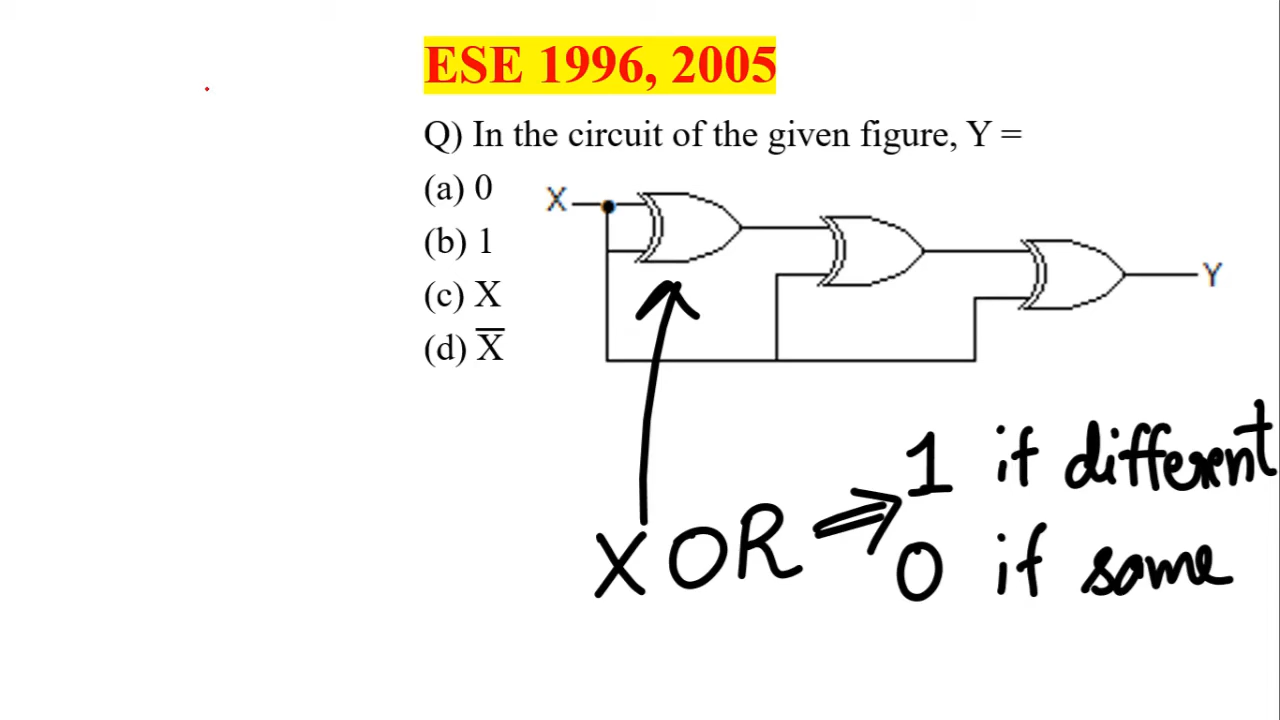 ESE 1996, 2005
Q) In the circuit of the given figure, Y =
(a) 0
X
(b) 1
(c) X
Y
(d) X̅
1 if different
XOR ⇒ 0 if same